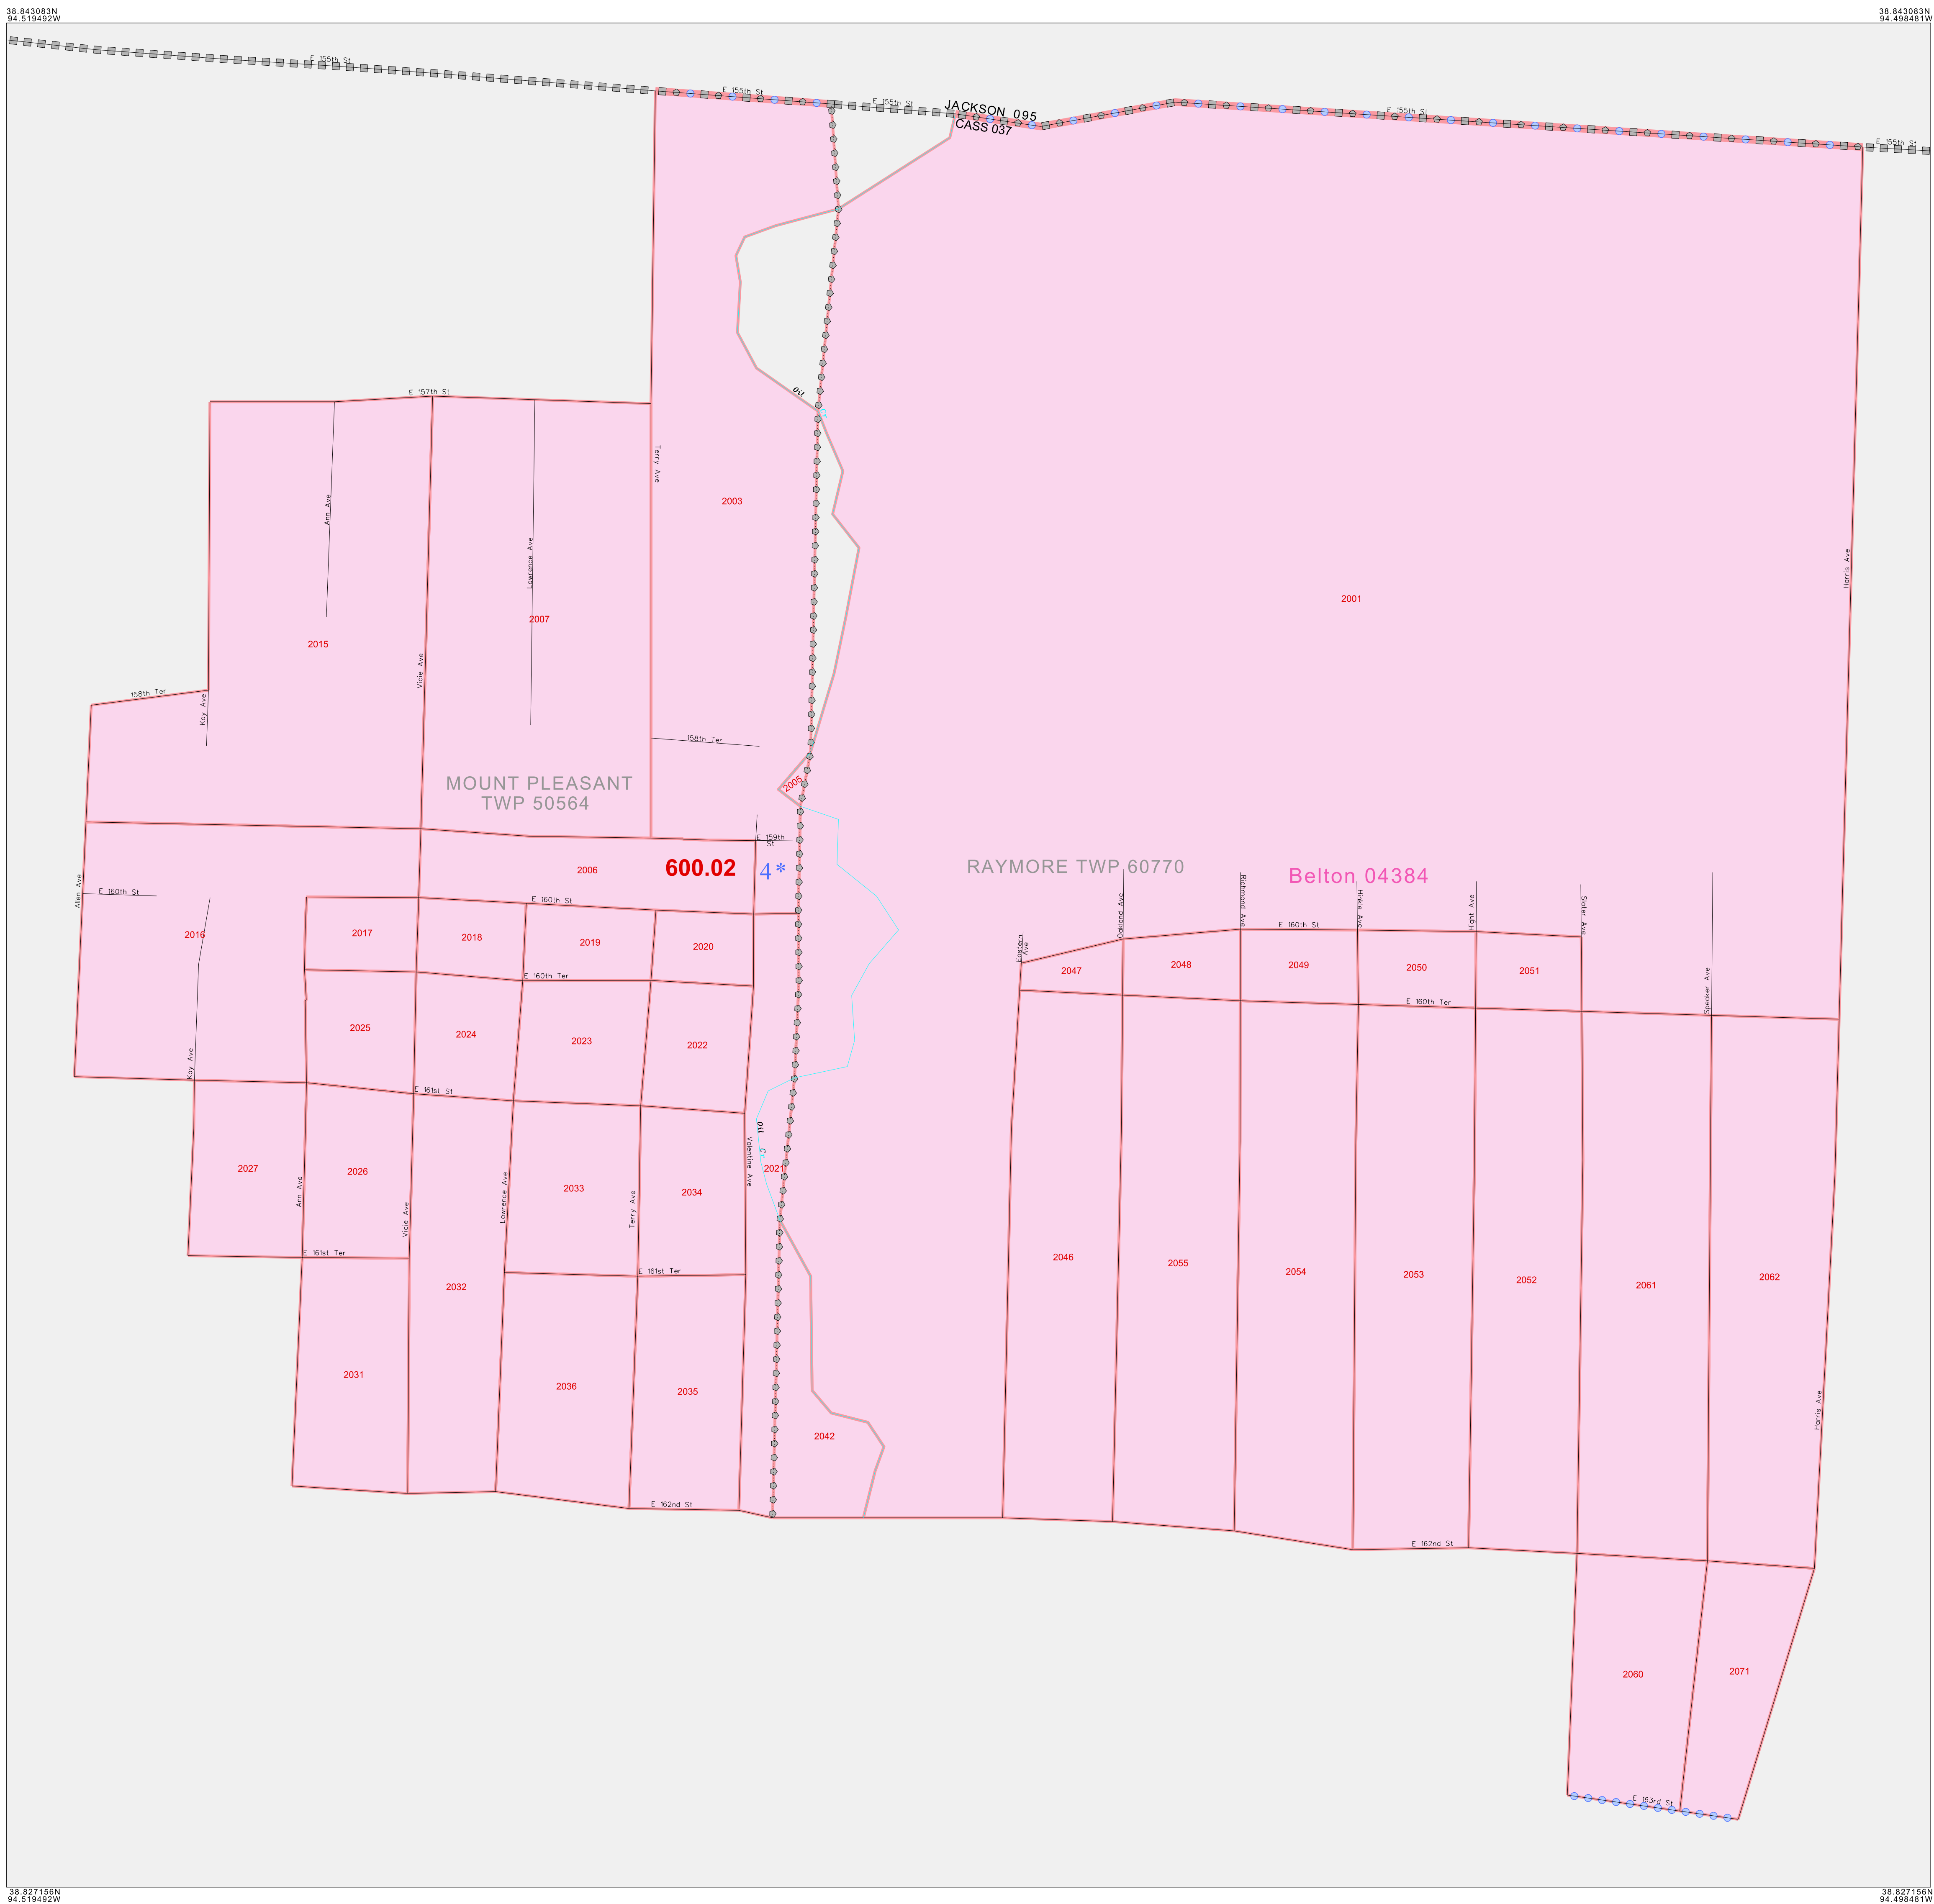 38.843083N
94.519492W
38.843083N
94.498481W
E 155th St
E 155th St
E 155th St
JACKSON 095
CASS 037
E 155th St
E 155th St
E 157th St
Oil
Cr
Terry Ave
2003
Ann Ave
Lawrence Ave
Harris Ave
2001
2007
2015
Vicie Ave
158th Ter
Kay Ave
158th Ter
MOUNT PLEASANT
TWP 50564
2005
E 159th
St
600.02
4*
2006
RAYMORE TWP 60770
Belton 04384
Allen Ave
E 160th St
E 160th St
Oakland Ave
Richmond Ave
Hinkle Ave
Hight Ave
Slater Ave
E 160th St
2016
2017
2018
2019
2020
Eastern
Ave
2047
2048
2049
2050
2051
E 160th Ter
Speaker Ave
E 160th Ter
2025
2024
2023
2022
Kay Ave
E 161st St
Oil
Cr
Valentine Ave
2021
2027
2026
2033
2034
Ann Ave
Vicie Ave
Lawrence Ave
Terry Ave
E 161st Ter
E 161st Ter
2032
2046
2055
2054
2053
2052
2061
2062
2031
2036
2035
Harris Ave
2042
E 162nd St
E 162nd St
2060
2071
E 163rd St
38.827156N
94.519492W
38.827156N
94.498481W